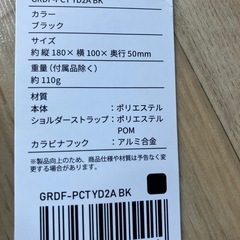 GRDF-PCTYD2A BK
カラー
ブラック
サイズ
約 縦 180× 横 100× 奥行 50mm
重量（付属品除く）
約 110g
材質
本体　　　　：ポリエステル
ショルダーストラップ：ポリエステル
POM
カラビナフック　　：アルミ合金
※製品向上のため、商品仕様や材質は予告なく
変更する場合がございます。
GRDF-PCTYD2A BK